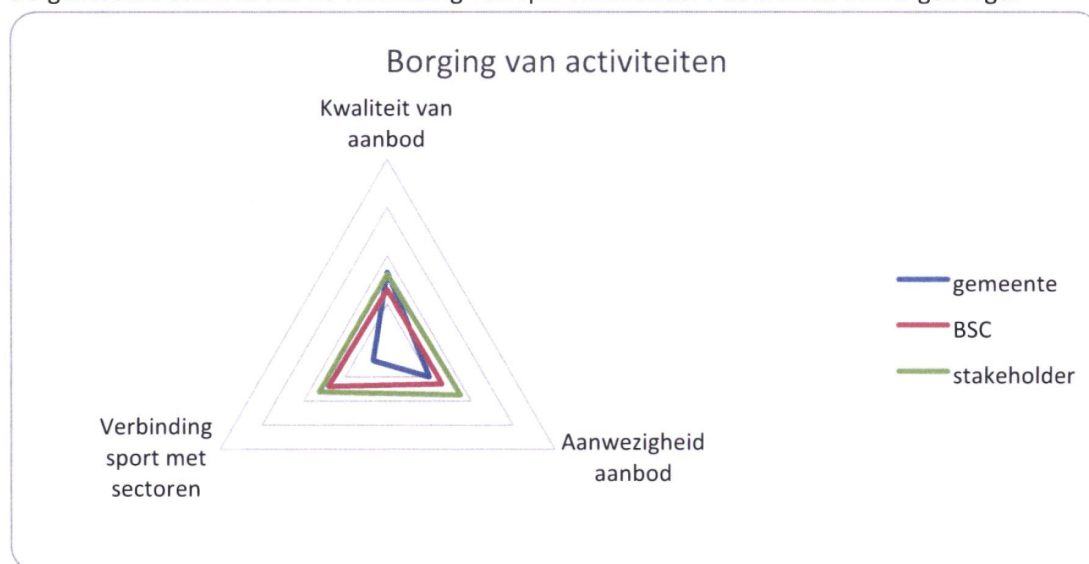 Borging van activiteiten
Kwaliteit van
aanbod
gemeente
BSC
stakeholder
Verbinding
sport met
sectoren
Aanwezigheid
aanbod